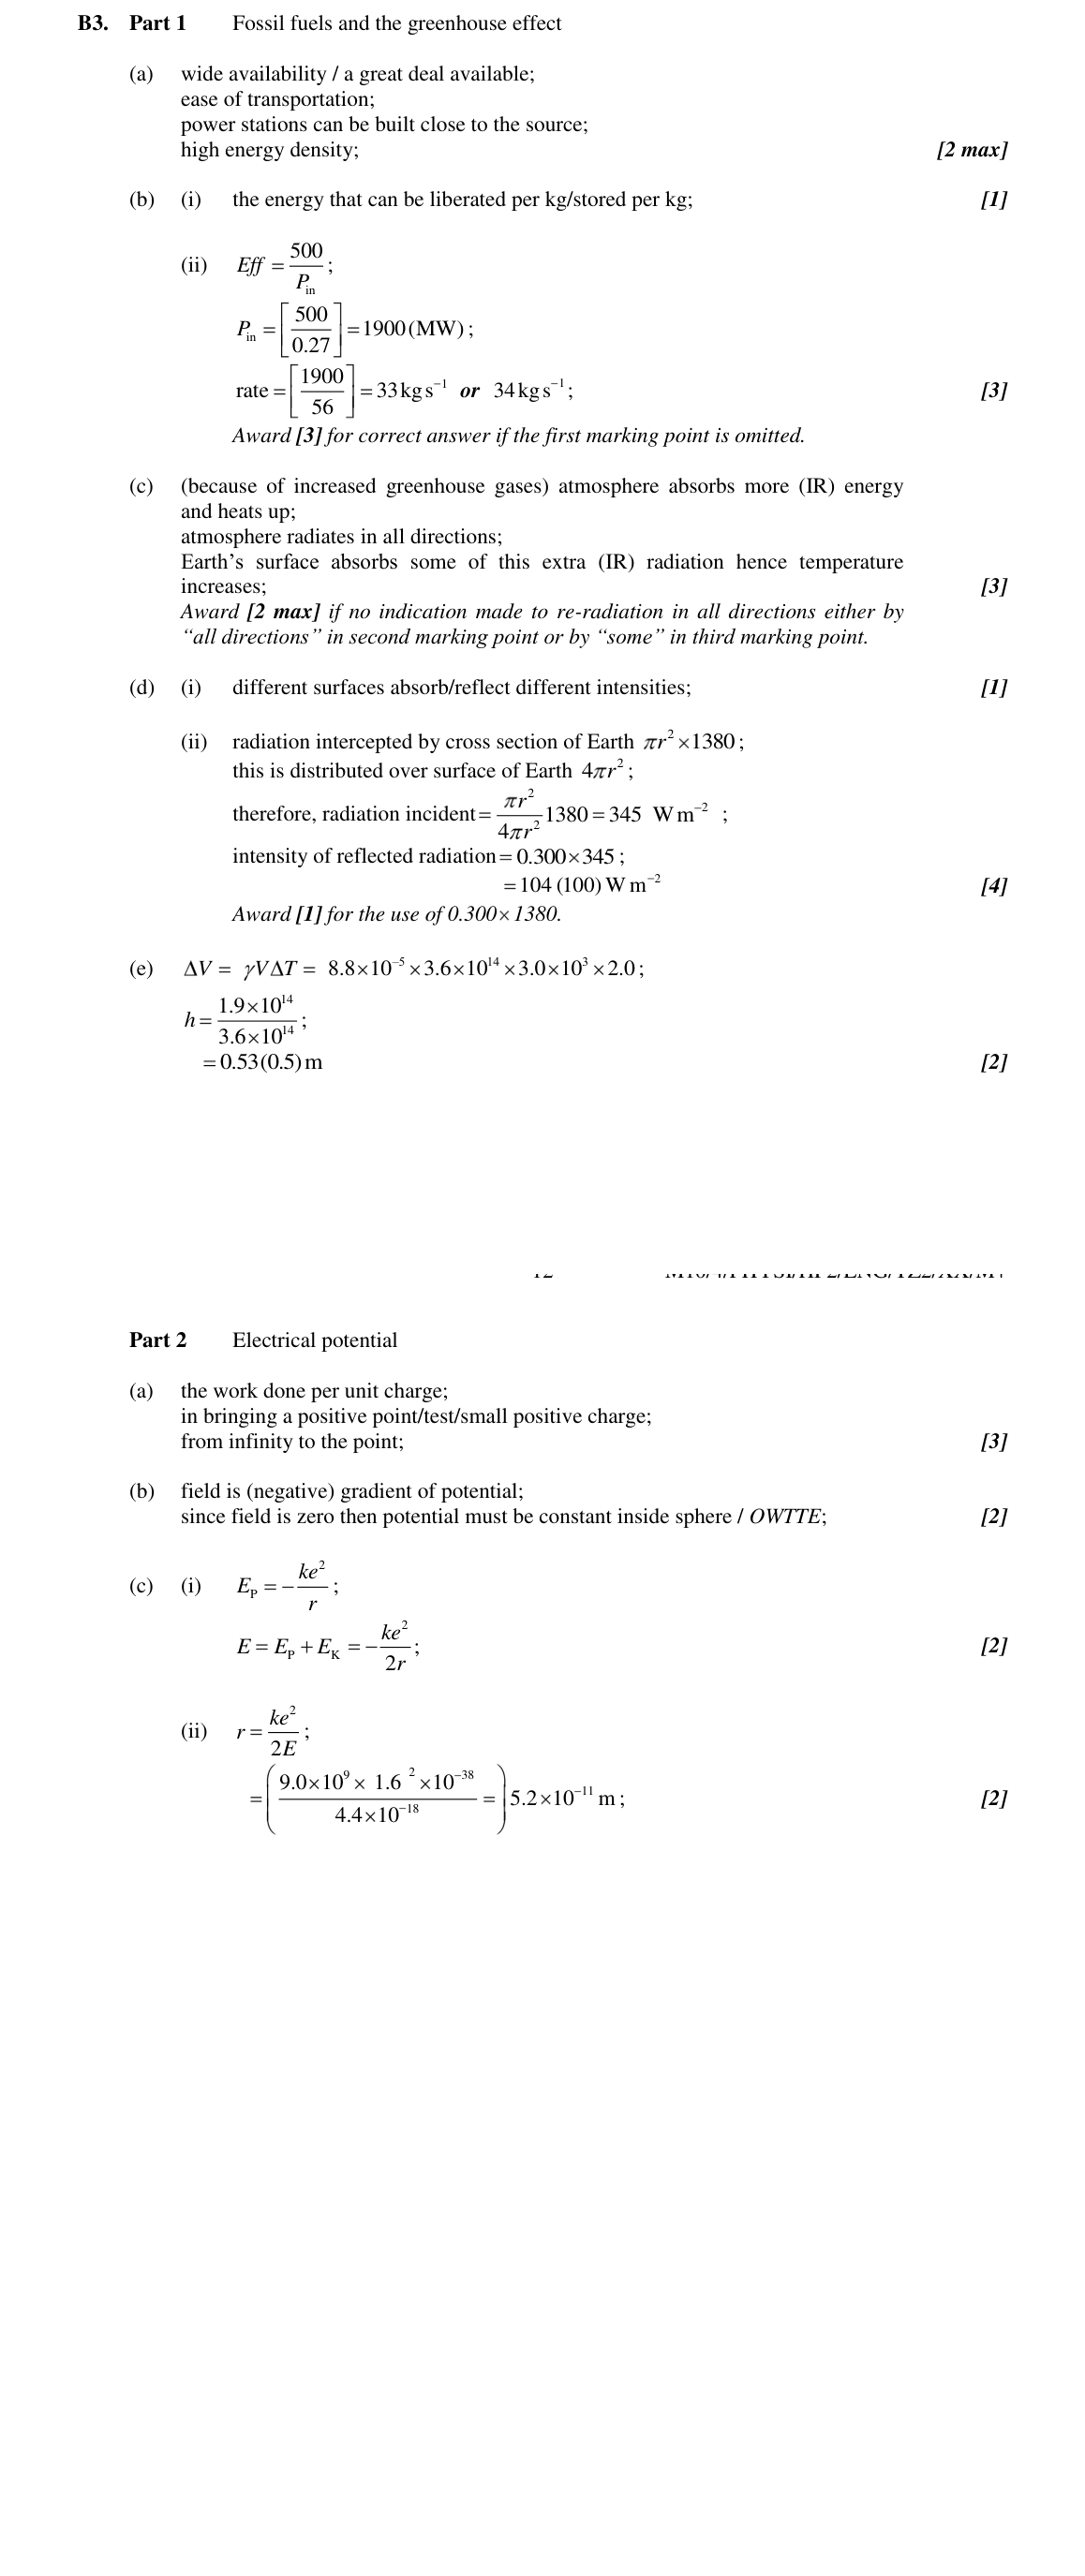 B3. Part 1 Fossil fuels and the greenhouse effect
(a) wide availability / a great deal available;
ease of transportation;
power stations can be built close to the source;
high energy density; [2 max]
(b) (i) the energy that can be liberated per kg/stored per kg; [1]
(ii) Eff = 500/P_in ;
P_in = [500/0.27] = 1900 (MW) ;
rate = [1900/56] = 33 kg s⁻¹ or 34 kg s⁻¹ ; [3]
Award [3] for correct answer if the first marking point is omitted.
(c) (because of increased greenhouse gases) atmosphere absorbs more (IR) energy
and heats up;
atmosphere radiates in all directions;
Earth’s surface absorbs some of this extra (IR) radiation hence temperature
increases; [3]
Award [2 max] if no indication made to re-radiation in all directions either by
“all directions” in second marking point or by “some” in third marking point.
(d) (i) different surfaces absorb/reflect different intensities; [1]
(ii) radiation intercepted by cross section of Earth πr² × 1380 ;
this is distributed over surface of Earth 4πr² ;
therefore, radiation incident = πr²/4πr² 1380 = 345 W m⁻² ;
intensity of reflected radiation = 0.300 × 345 ;
= 104 (100) W m⁻² [4]
Award [1] for the use of 0.300 × 1380.
(e) ΔV = γVΔT = 8.8×10⁻⁵ × 3.6×10¹⁴ × 3.0×10³ × 2.0 ;
h = 1.9×10¹⁴/3.6×10¹⁴ ;
= 0.53 (0.5) m [2]
Part 2 Electrical potential
(a) the work done per unit charge;
in bringing a positive point/test/small positive charge;
from infinity to the point; [3]
(b) field is (negative) gradient of potential;
since field is zero then potential must be constant inside sphere / OWTTE; [2]
(c) (i) E_P = −ke²/r ;
E = E_P + E_K = −ke²/2r ; [2]
(ii) r = ke²/2E ;
= (9.0×10⁹ × 1.6 ² ×10⁻³⁸/4.4×10⁻¹⁸ =) 5.2×10⁻¹¹ m ; [2]